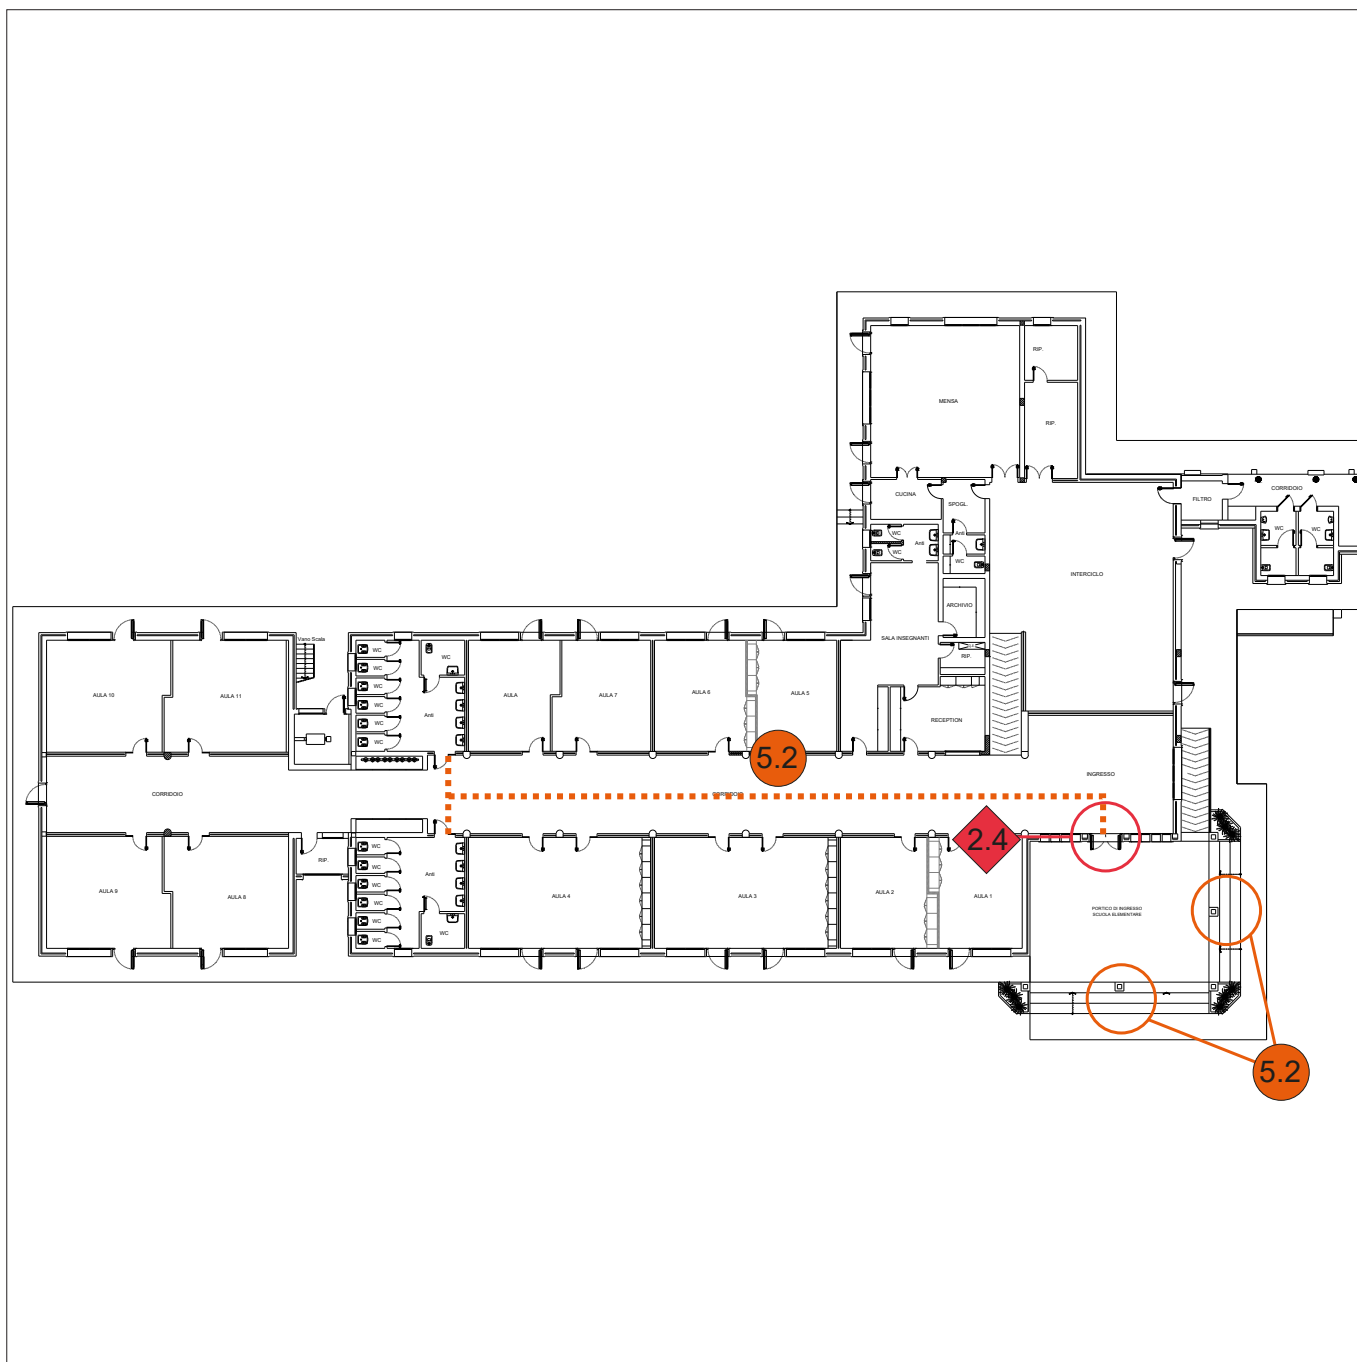 RIP.
MENSA
RIP.
CUCINA
SPOGL.
FILTRO
CORRIDOIO
WC
WC
WC
WC
Anti
Anti
WC
INTERCICLO
ARCHIVIO
SALA INSEGNANTI
RIP.
RECEPTION
Vano Scala
AULA 10
AULA 11
WC
WC
WC
WC
WC
WC
WC
Anti
AULA
AULA 7
AULA 6
AULA 5
5.2
INGRESSO
CORRIDOIO
CORRIDOIO
2.4
RIP.
AULA 9
AULA 8
WC
WC
WC
WC
WC
WC
Anti
WC
AULA 4
AULA 3
AULA 2
AULA 1
PORTICO DI INGRESSO
SCUOLA ELEMENTARE
5.2